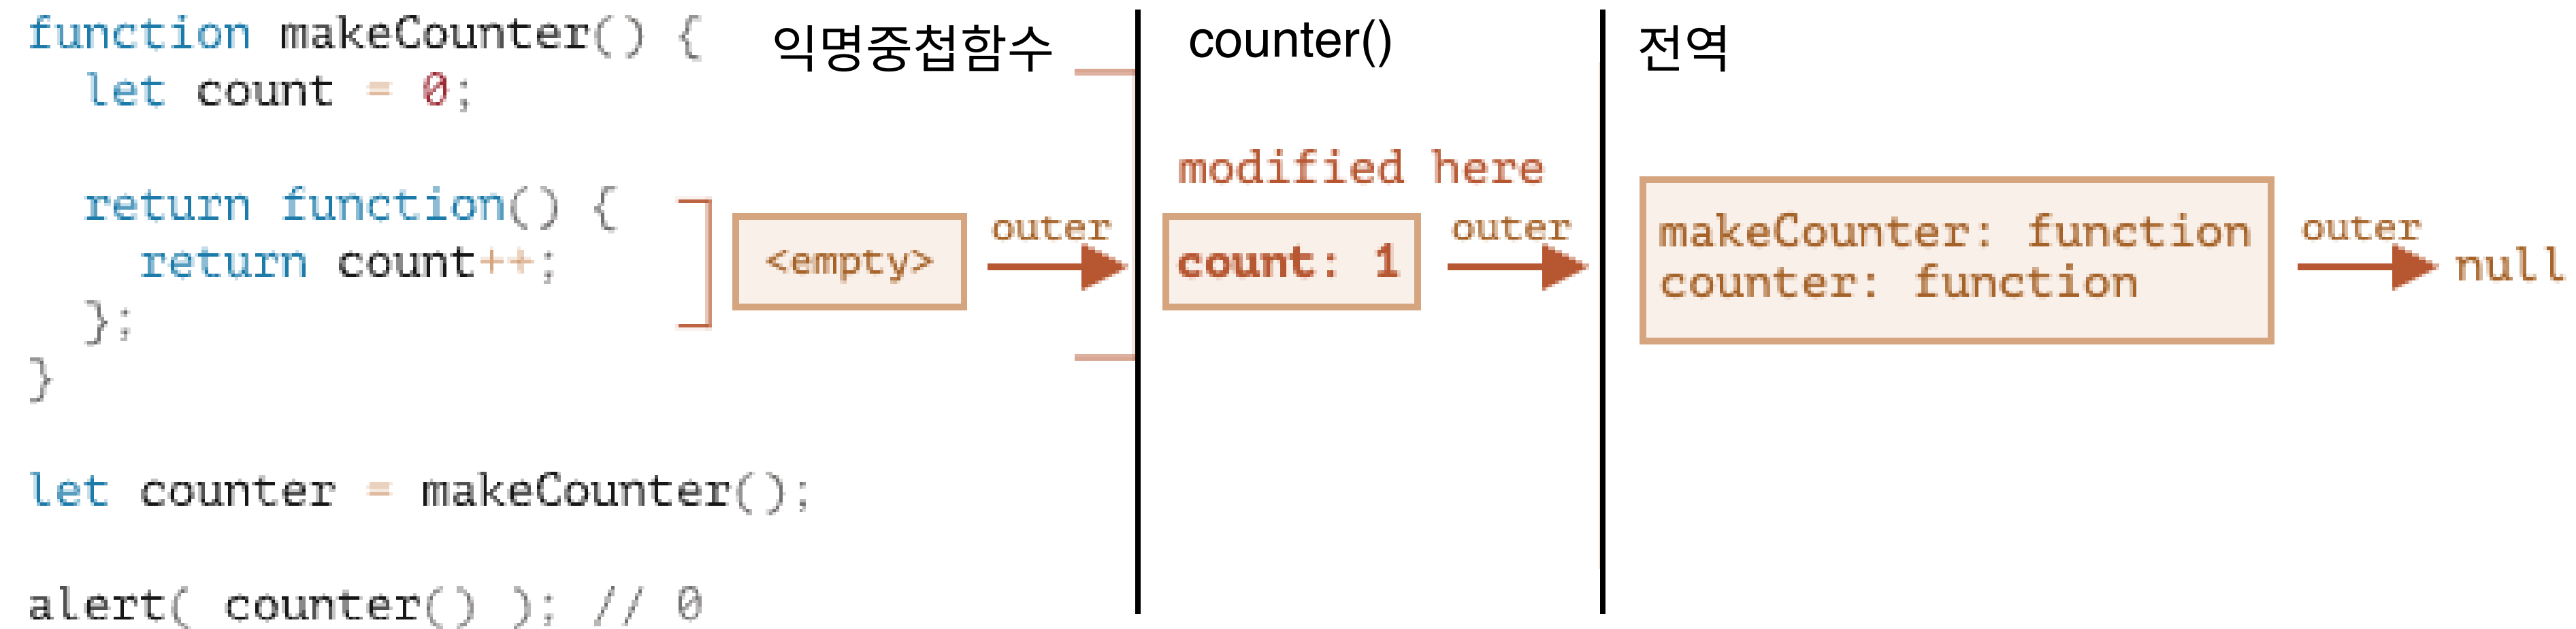 function makeCounter() {
  let count = 0;
  return function() {
    return count++;
  };
}
let counter = makeCounter();
alert( counter() ); // 0
익명중첩함수
<empty>
outer
counter()
modified here
count: 1
outer
전역
makeCounter: function
counter: function
outer
null